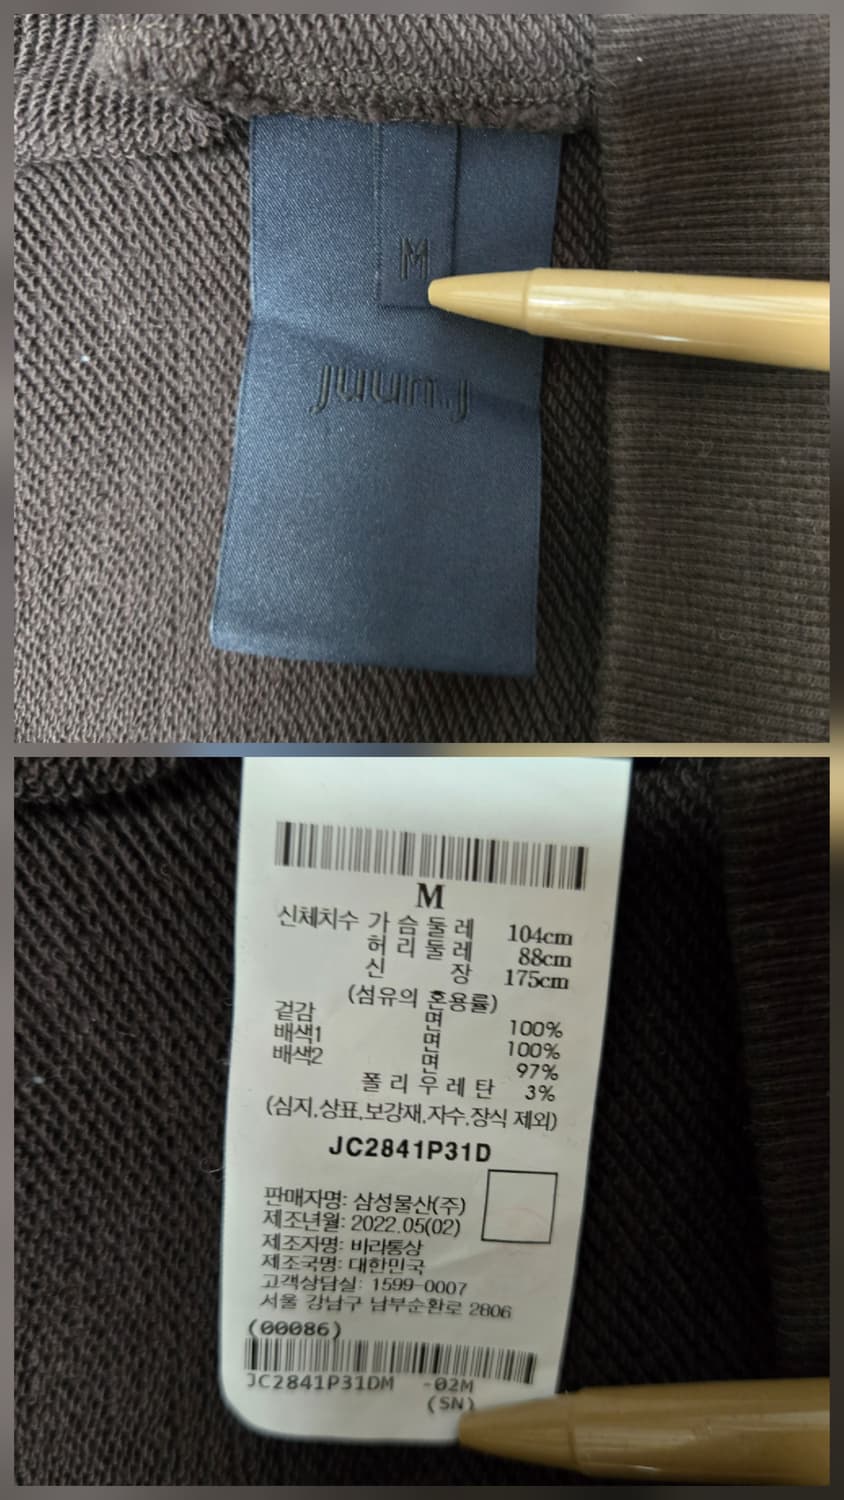 M
juun.j
M
신체치수 가슴둘레 104cm
허리둘레 88cm
신장 175cm
(섬유의 혼용률)
겉감 면 100%
배색1 면 100%
배색2 면 97%
폴리우레탄 3%
(심지,상표,보강재,자수,장식 제외)
JC2841P31D
판매자명: 삼성물산(주)
제조년월: 2022.05(02)
제조자명: 바라통상
제조국명: 대한민국
고객상담실: 1599-0007
서울 강남구 남부순환로 2806
(00086)
JC2841P31DM -02M
(SN)